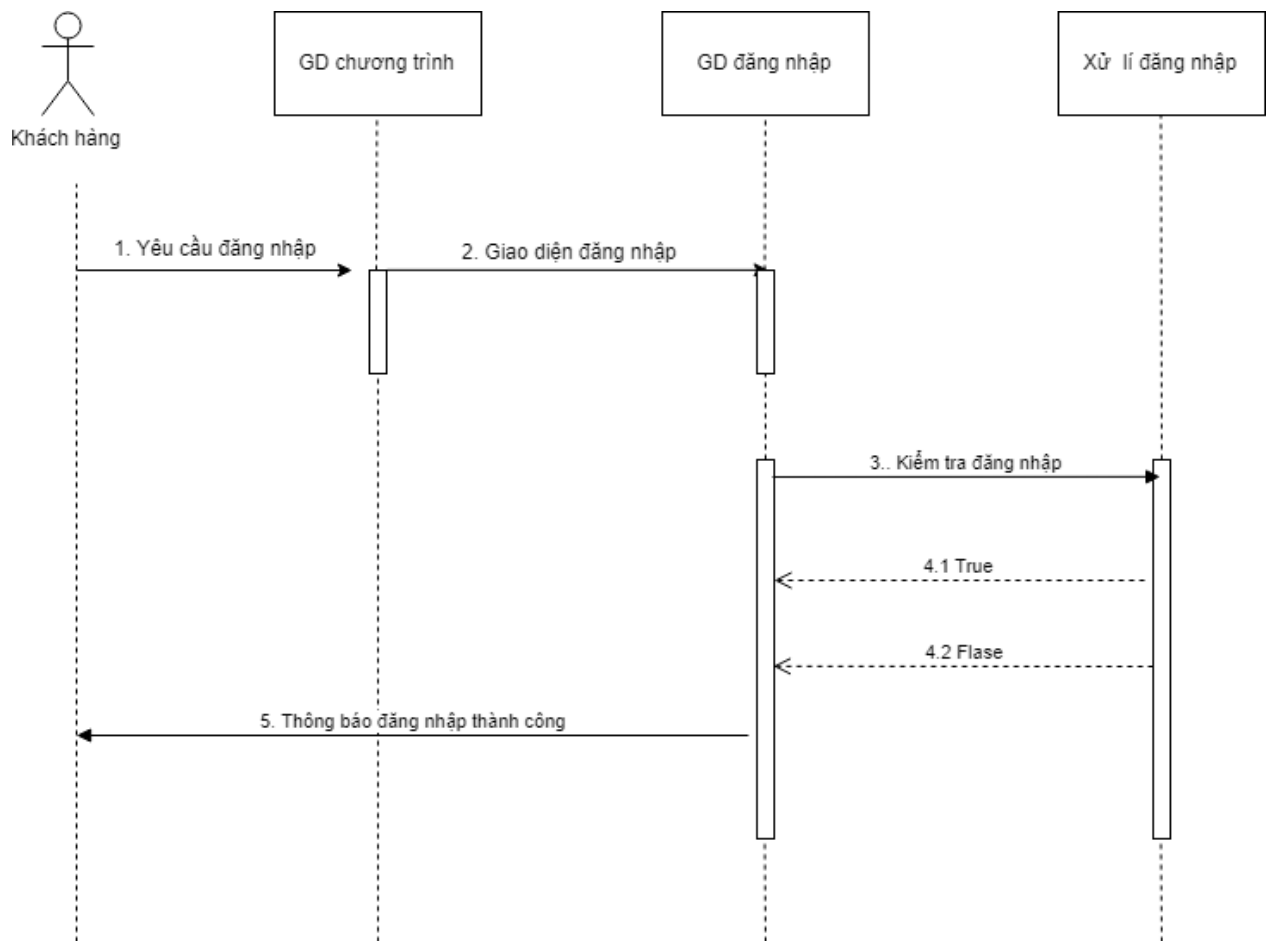 GD chương trình
GD đăng nhập
Xử lí đăng nhập
Khách hàng
1. Yêu cầu đăng nhập
2. Giao diện đăng nhập
3.. Kiểm tra đăng nhập
4.1 True
4.2 Flase
5. Thông báo đăng nhập thành công